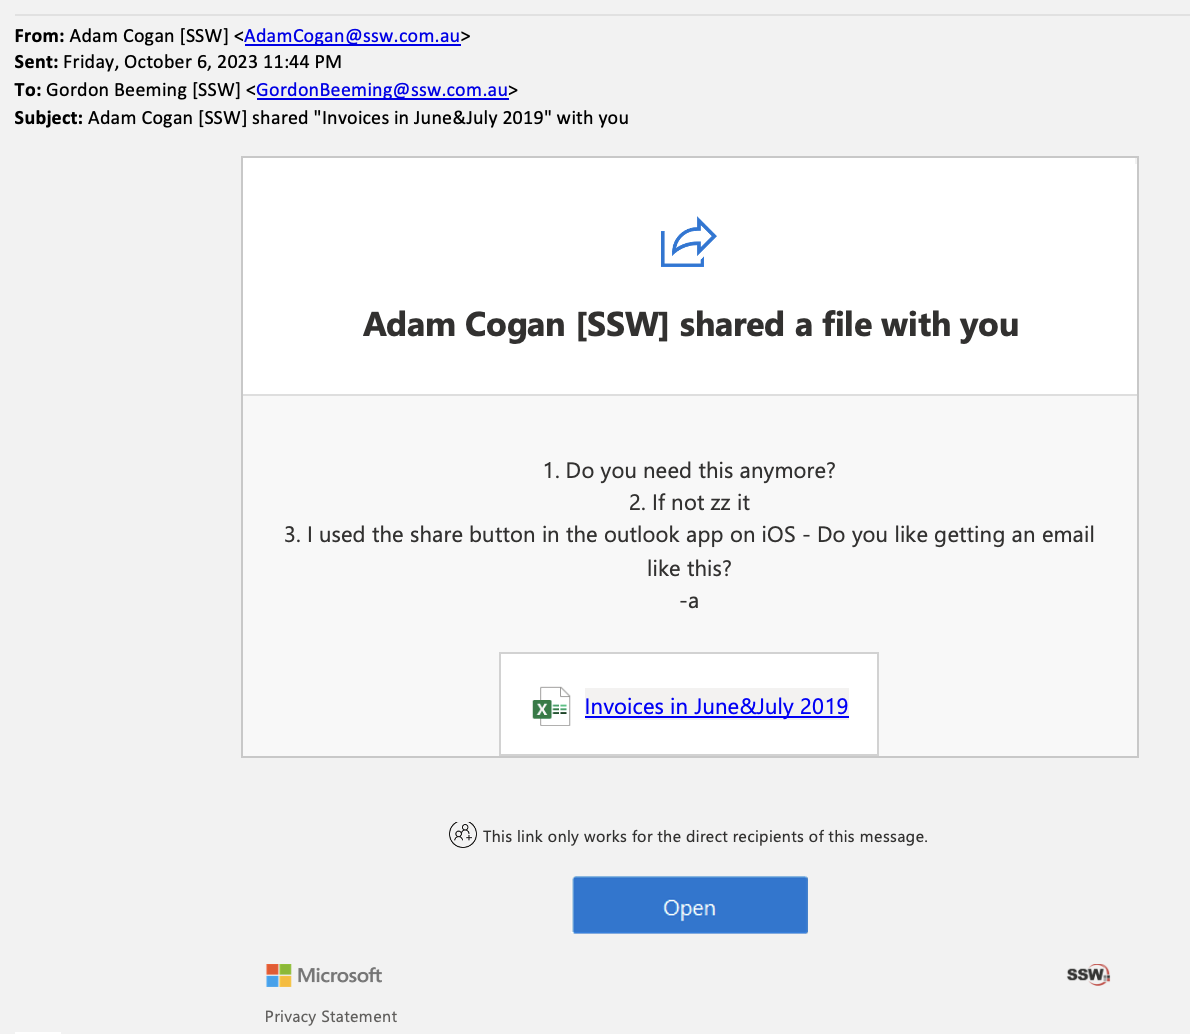 From: Adam Cogan [SSW] <AdamCogan@ssw.com.au>
Sent: Friday, October 6, 2023 11:44 PM
To: Gordon Beeming [SSW] <GordonBeeming@ssw.com.au>
Subject: Adam Cogan [SSW] shared "Invoices in June&July 2019" with you
Adam Cogan [SSW] shared a file with you
1. Do you need this anymore?
2. If not zz it
3. I used the share button in the outlook app on iOS - Do you like getting an email
like this?
-a
X
Invoices in June&July 2019
This link only works for the direct recipients of this message.
Open
Microsoft
SSW
Privacy Statement